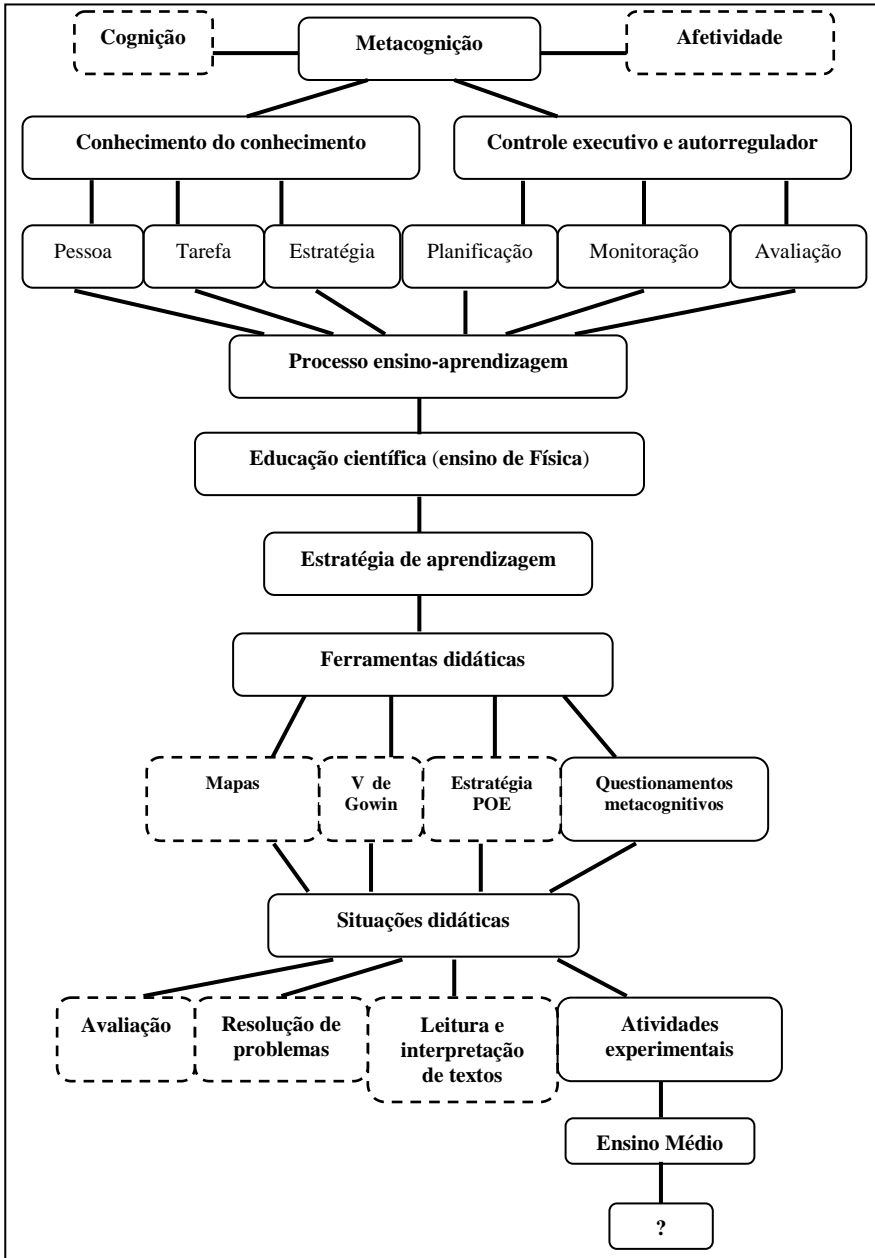 Cognição
Metacognição
Afetividade
Conhecimento do conhecimento
Controle executivo e autorregulador
Pessoa
Tarefa
Estratégia
Planificação
Monitoração
Avaliação
Processo ensino-aprendizagem
Educação científica (ensino de Física)
Estratégia de aprendizagem
Ferramentas didáticas
Mapas
V de
Gowin
Estratégia
POE
Questionamentos
metacognitivos
Situações didáticas
Avaliação
Resolução de
problemas
Leitura e
interpretação
de textos
Atividades
experimentais
Ensino Médio
?